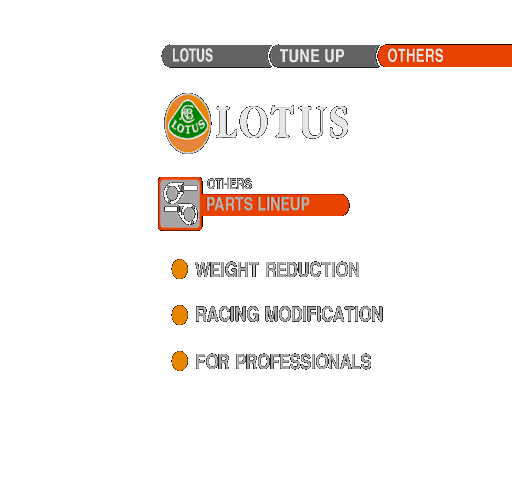 LOTUS TUNE UP OTHERS
LOTUS LOTUS
OTHERS
PARTS LINEUP
WEIGHT REDUCTION
RACING MODIFICATION
FOR PROFESSIONALS